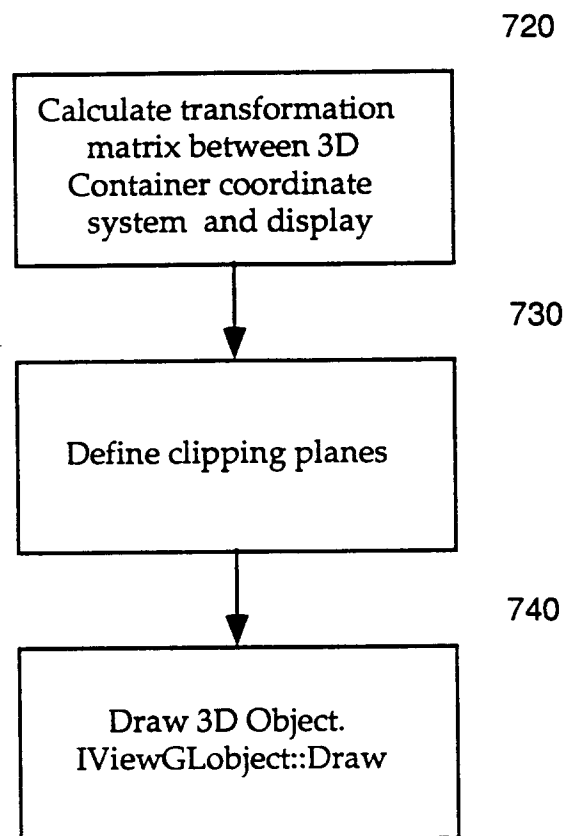 720
Calculate transformation
matrix between 3D
Container coordinate
system and display
730
Define clipping planes
740
Draw 3D Object.
IViewGLobject::Draw